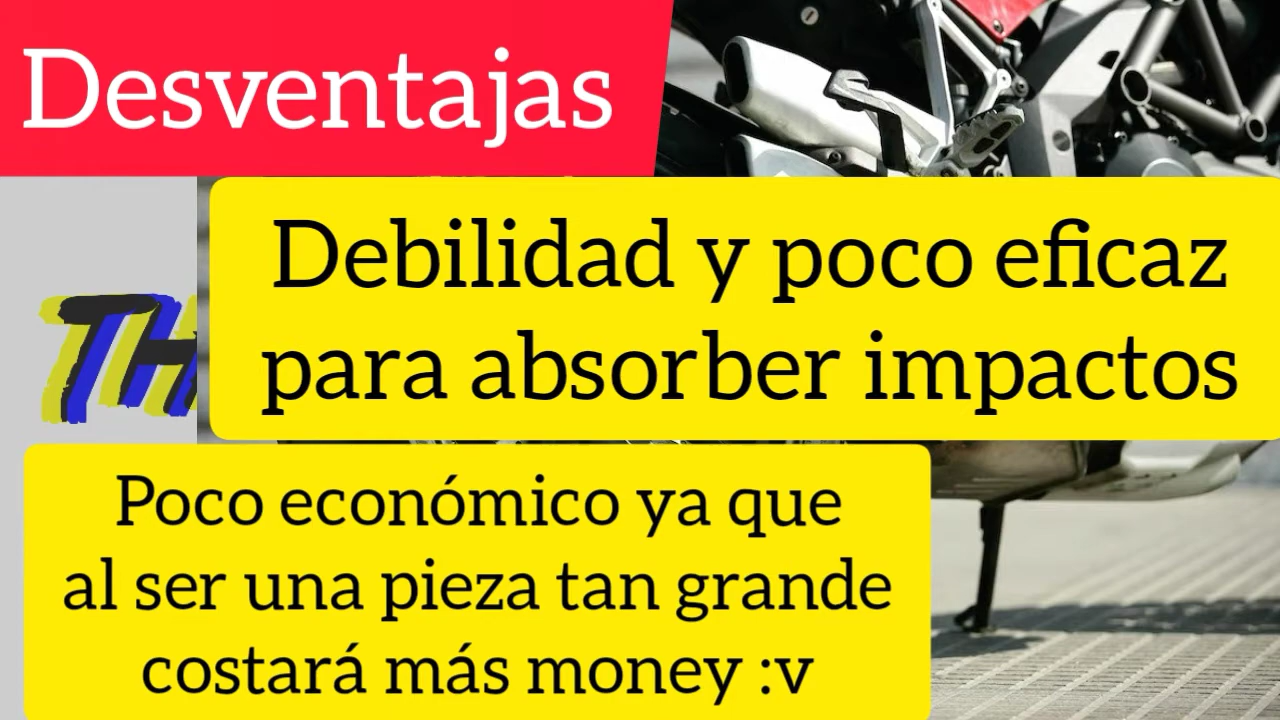 Desventajas
Debilidad y poco eficaz
para absorber impactos
TH
Poco económico ya que
al ser una pieza tan grande
costará más money :v